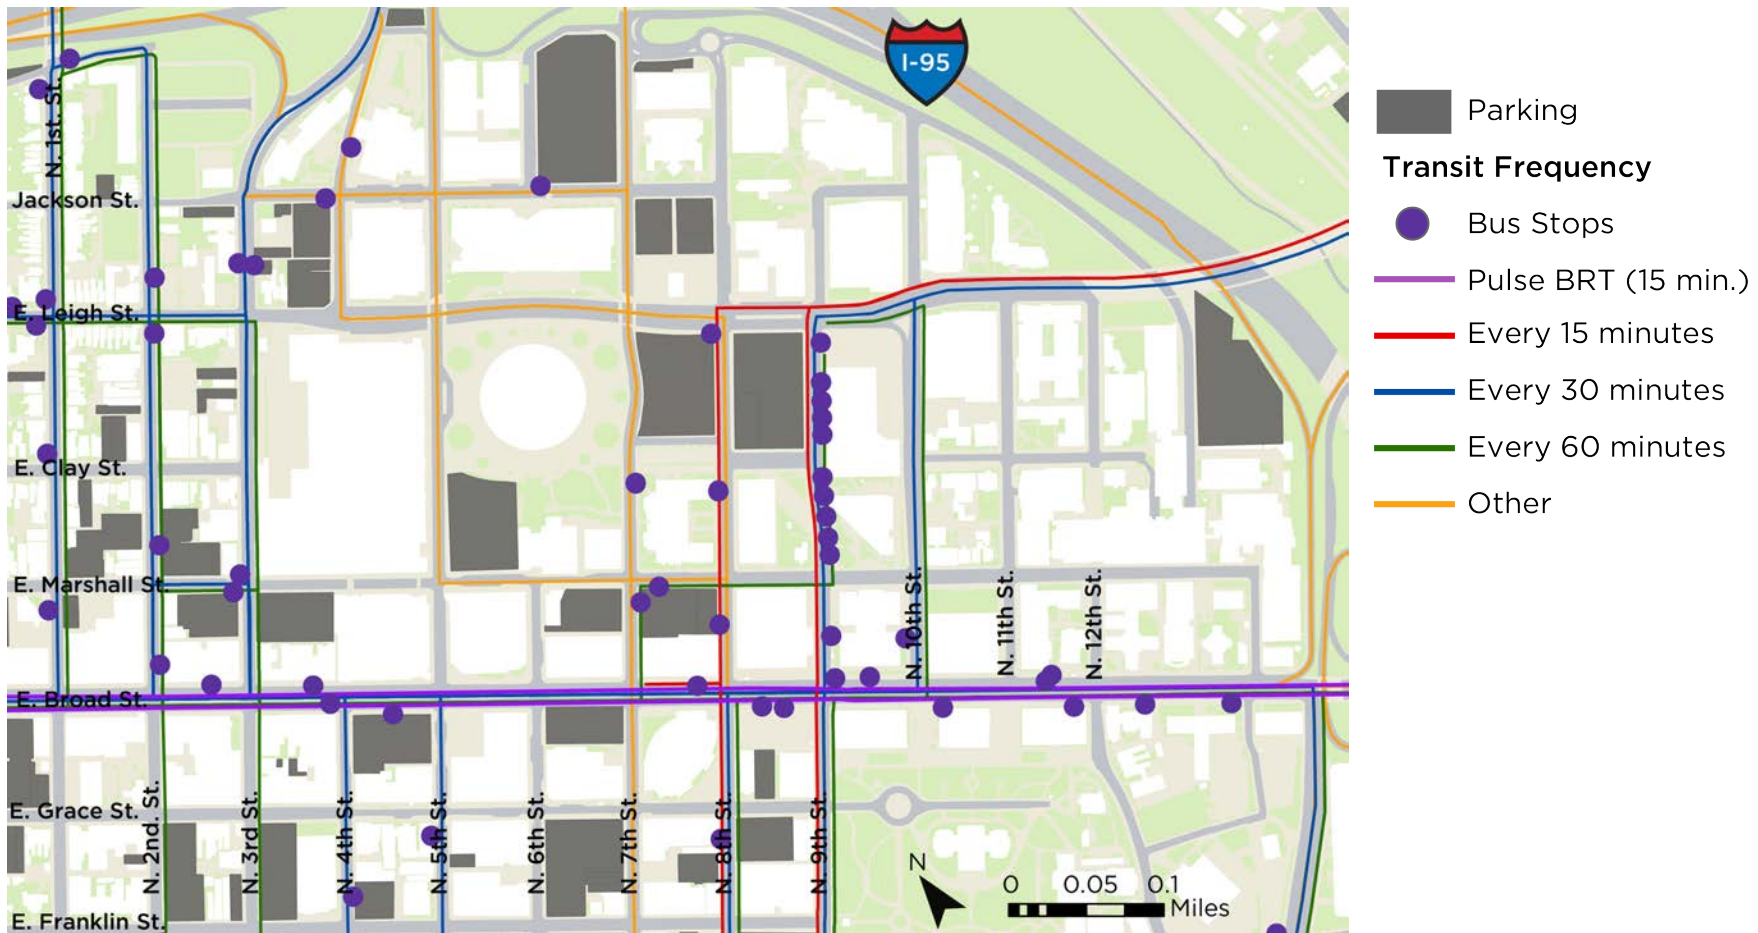 I-95
N. 1st. St.
Jackson St.
E. Leigh St.
E. Clay St.
E. Marshall St.
N. 10th St.
N. 11th St.
N. 12th St.
E. Broad St.
E. Grace St.
N. 2nd. St.
N. 3rd St.
N. 4th St.
N. 5th St.
N. 6th St.
N. 7th St.
N. 8th St.
N. 9th St.
E. Franklin St.
N
0 0.05 0.1
Miles
Parking
Transit Frequency
Bus Stops
Pulse BRT (15 min.)
Every 15 minutes
Every 30 minutes
Every 60 minutes
Other